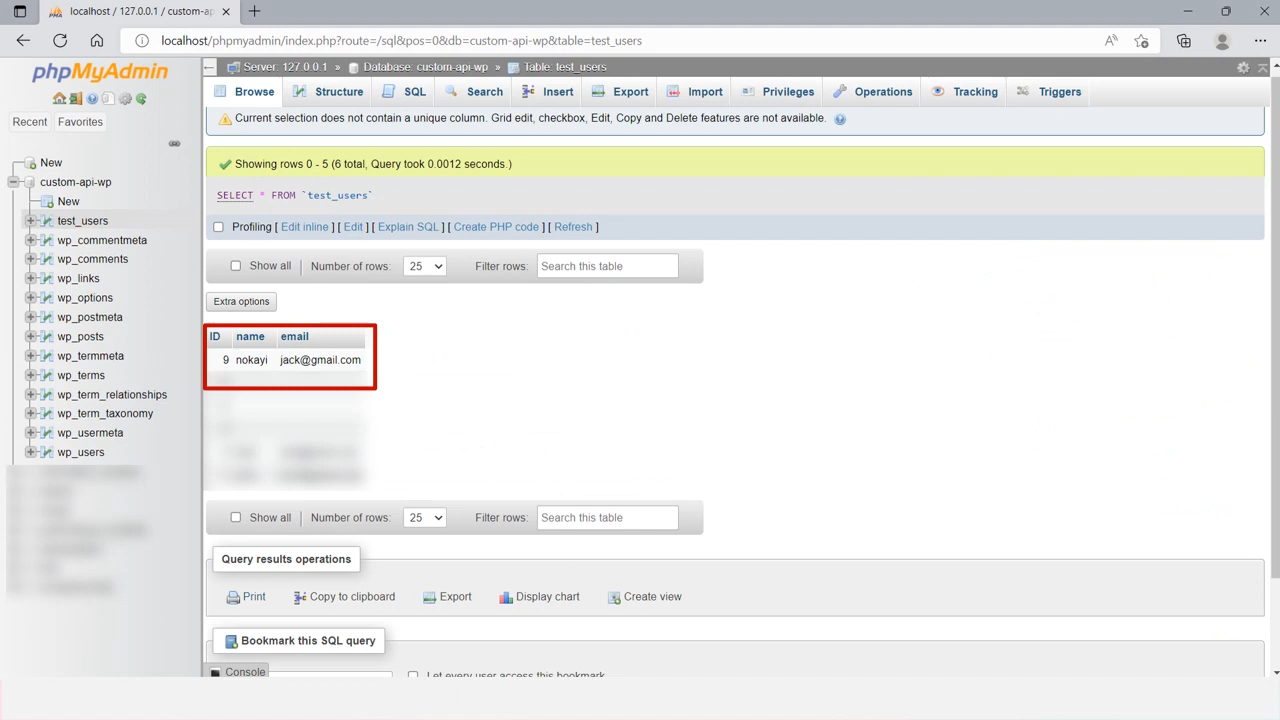 localhost / 127.0.0.1 / custom-ap
localhost/phpmyadmin/index.php?route=/sql&pos=0&db=custom-api-wp&table=test_users
phpMyAdmin
Recent Favorites
New
custom-api-wp
New
test_users
wp_commentmeta
wp_comments
wp_links
wp_options
wp_postmeta
wp_posts
wp_termmeta
wp_terms
wp_term_relationships
wp_term_taxonomy
wp_usermeta
wp_users
Server: 127.0.0.1 » Database: custom-api-wp » Table: test_users
Browse Structure SQL Search Insert Export Import Privileges Operations Tracking Triggers
Current selection does not contain a unique column. Grid edit, checkbox, Edit, Copy and Delete features are not available.
Showing rows 0 - 5 (6 total, Query took 0.0012 seconds.)
SELECT * FROM `test_users`
Profiling [ Edit inline ] [ Edit ] [ Explain SQL ] [ Create PHP code ] [ Refresh ]
Show all Number of rows: 25 Filter rows: Search this table
Extra options
ID name email
9 nokayi jack@gmail.com
Show all Number of rows: 25 Filter rows: Search this table
Query results operations
Print Copy to clipboard Export Display chart Create view
Bookmark this SQL query
Console
Let every user access this bookmark